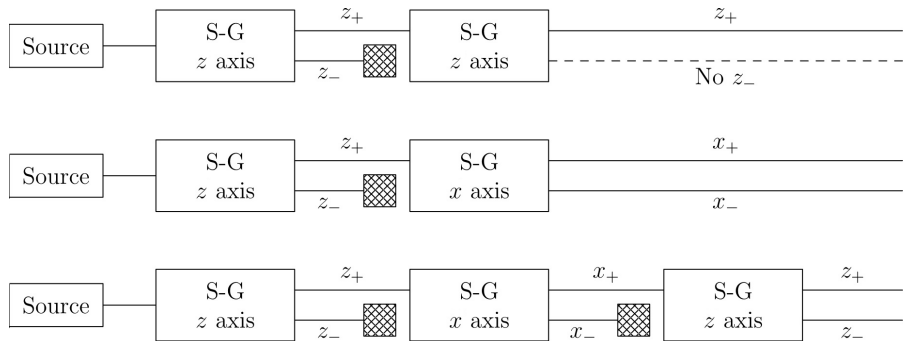 z₊ z₊
Source S-G z axis S-G z axis
z₋ No z₋
z₊ x₊
Source S-G z axis S-G x axis
z₋ x₋
z₊ x₊ z₊
Source S-G z axis S-G x axis S-G z axis
z₋ x₋ z₋